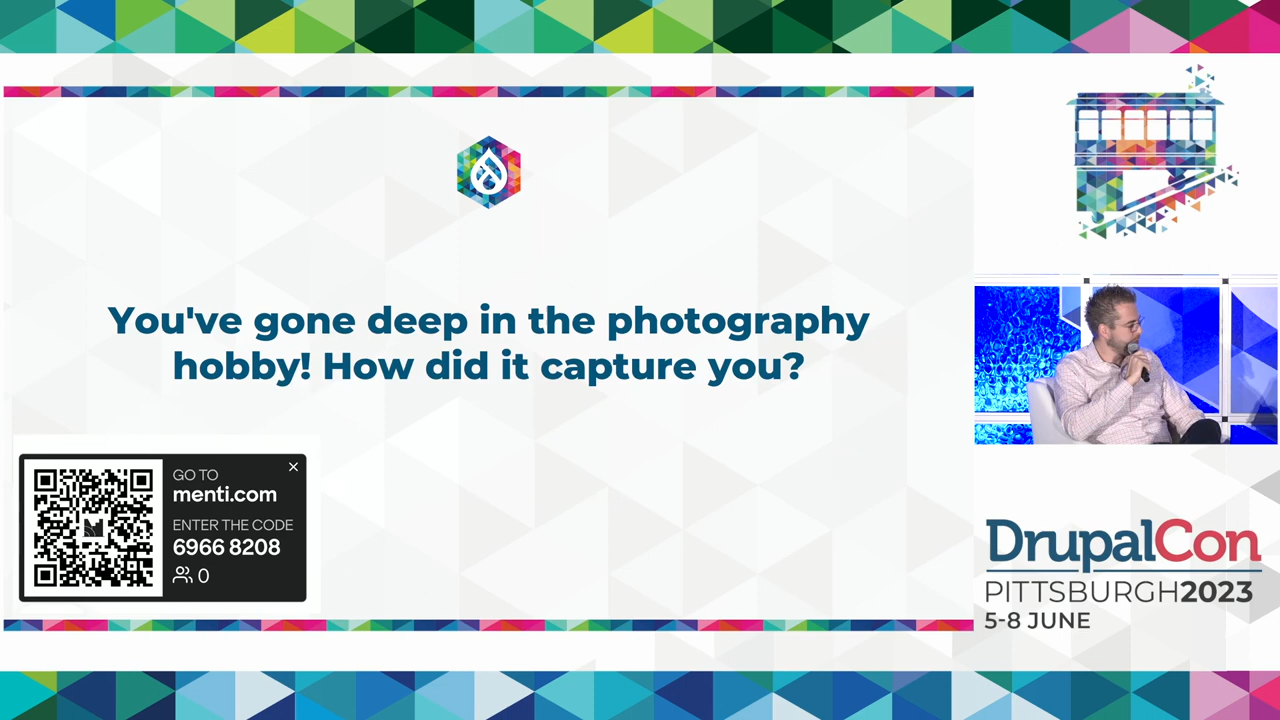 You've gone deep in the photography
hobby! How did it capture you?
GO TO
menti.com
ENTER THE CODE
6966 8208
0
DrupalCon
PITTSBURGH2023
5-8 JUNE